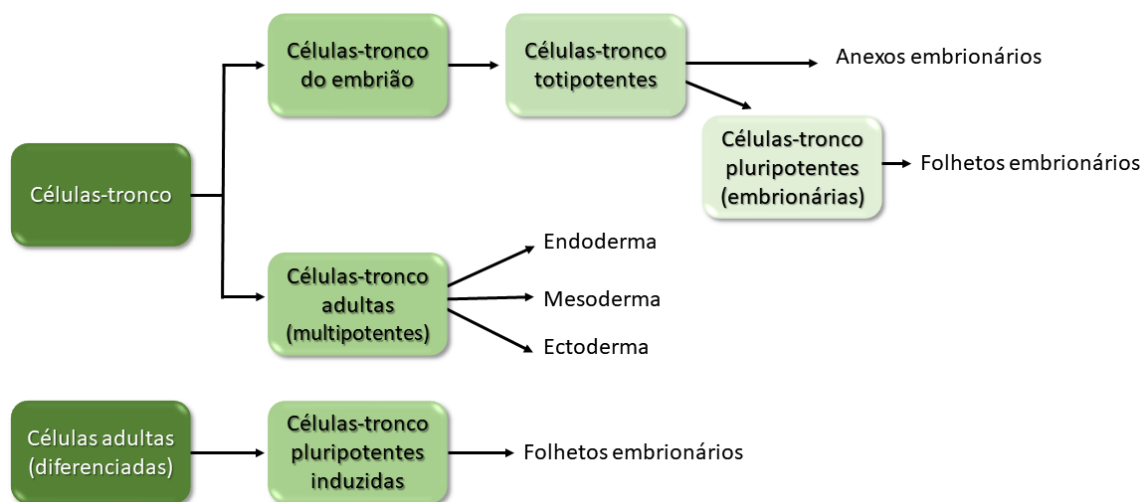 Células-tronco
Células-tronco
do embrião
Células-tronco
totipotentes
Anexos embrionários
Células-tronco
pluripotentes
(embrionárias)
Folhetos embrionários
Células-tronco
adultas
(multipotentes)
Endoderma
Mesoderma
Ectoderma
Células adultas
(diferenciadas)
Células-tronco
pluripotentes
induzidas
Folhetos embrionários